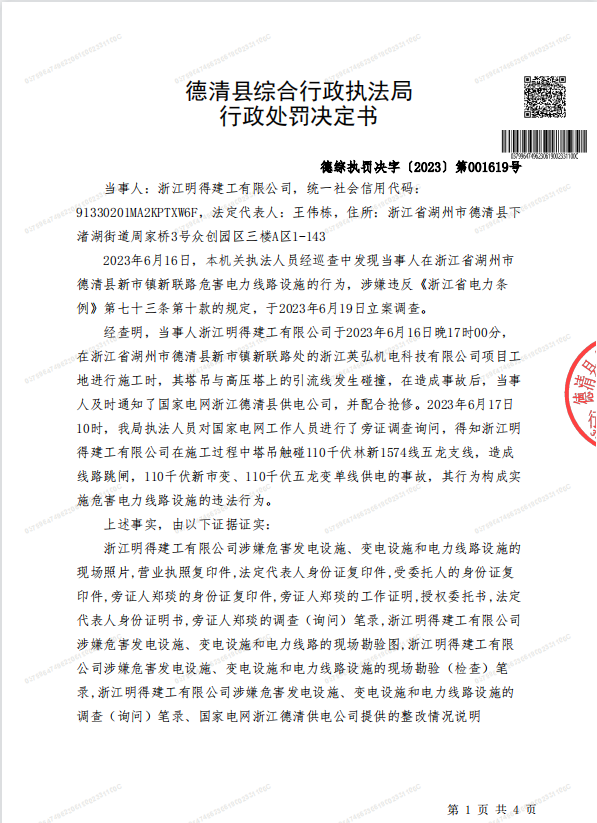 德清县综合行政执法局
行政处罚决定书
03799647496230619002331100C
德综执罚决字〔2023〕第001619号
当事人：浙江明得建工有限公司，统一社会信用代码：
91330201MA2KPTXW6F，法定代表人：王伟栋，住所：浙江省湖州市德清县下
渚湖街道周家桥3号众创园区三楼A区1-143
2023年6月16日，本机关执法人员经巡查中发现当事人在浙江省湖州市
德清县新市镇新联路危害电力线路设施的行为，涉嫌违反《浙江省电力条
例》第七十三条第十款的规定，于2023年6月19日立案调查。
经查明，当事人浙江明得建工有限公司于2023年6月16日晚17时00分，
在浙江省湖州市德清县新市镇新联路处的浙江英弘机电科技有限公司项目工
地进行施工时，其塔吊与高压塔上的引流线发生碰撞，在造成事故后，当事
人及时通知了国家电网浙江德清县供电公司，并配合抢修。2023年6月17日
10时，我局执法人员对国家电网工作人员进行了旁证调查询问，得知浙江明
得建工有限公司在施工过程中塔吊触碰110千伏林新1574线五龙支线，造成
线路跳闸，110千伏新市变、110千伏五龙变单线供电的事故，其行为构成实
施危害电力线路设施的违法行为。
上述事实，由以下证据证实：
浙江明得建工有限公司涉嫌危害发电设施、变电设施和电力线路设施的
现场照片,营业执照复印件,法定代表人身份证复印件,受委托人的身份证复
印件,旁证人郑琰的身份证复印件,旁证人郑琰的工作证明,授权委托书,法定
代表人身份证明书,旁证人郑琰的调查（询问）笔录,浙江明得建工有限公司
涉嫌危害发电设施、变电设施和电力线路的现场勘验图,浙江明得建工有限
公司涉嫌危害发电设施、变电设施和电力线路设施的现场勘验（检查）笔
录,浙江明得建工有限公司涉嫌危害发电设施、变电设施和电力线路设施的
调查（询问）笔录、国家电网浙江德清供电公司提供的整改情况说明
第 1 页 共 4 页